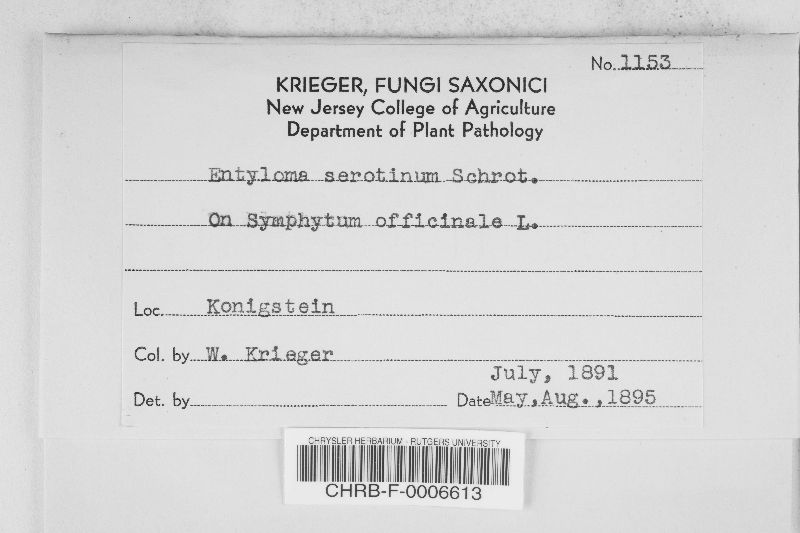 No. 1153
KRIEGER, FUNGI SAXONICI
New Jersey College of Agriculture
Department of Plant Pathology
Entyloma serotinum Schrot.
On Symphytum officinale L.
Loc. Konigstein
Col. by W. Krieger
July, 1891
Det. by Date May, Aug., 1895
CHRYSLER HERBARIUM - RUTGERS UNIVERSITY
CHRB-F-0006613